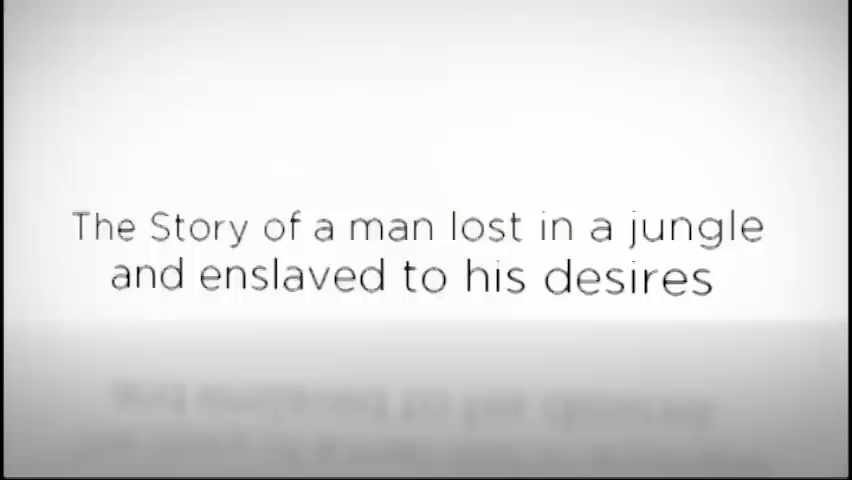 The Story of a man lost in a jungle
and enslaved to his desires